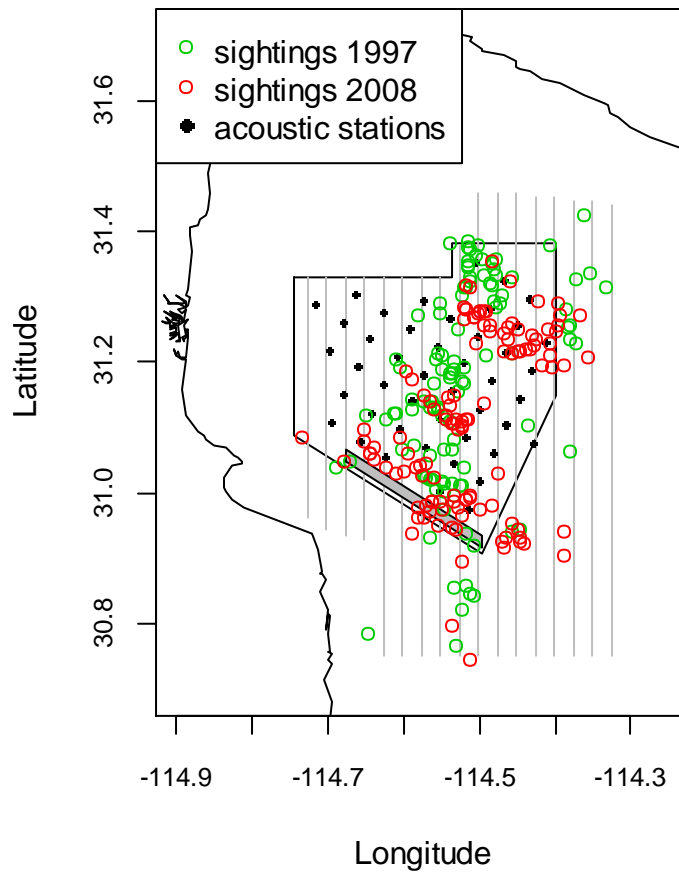 sightings 1997
sightings 2008
acoustic stations
31.6
31.4
31.2
31.0
30.8
Latitude
-114.9
-114.7
-114.5
-114.3
Longitude